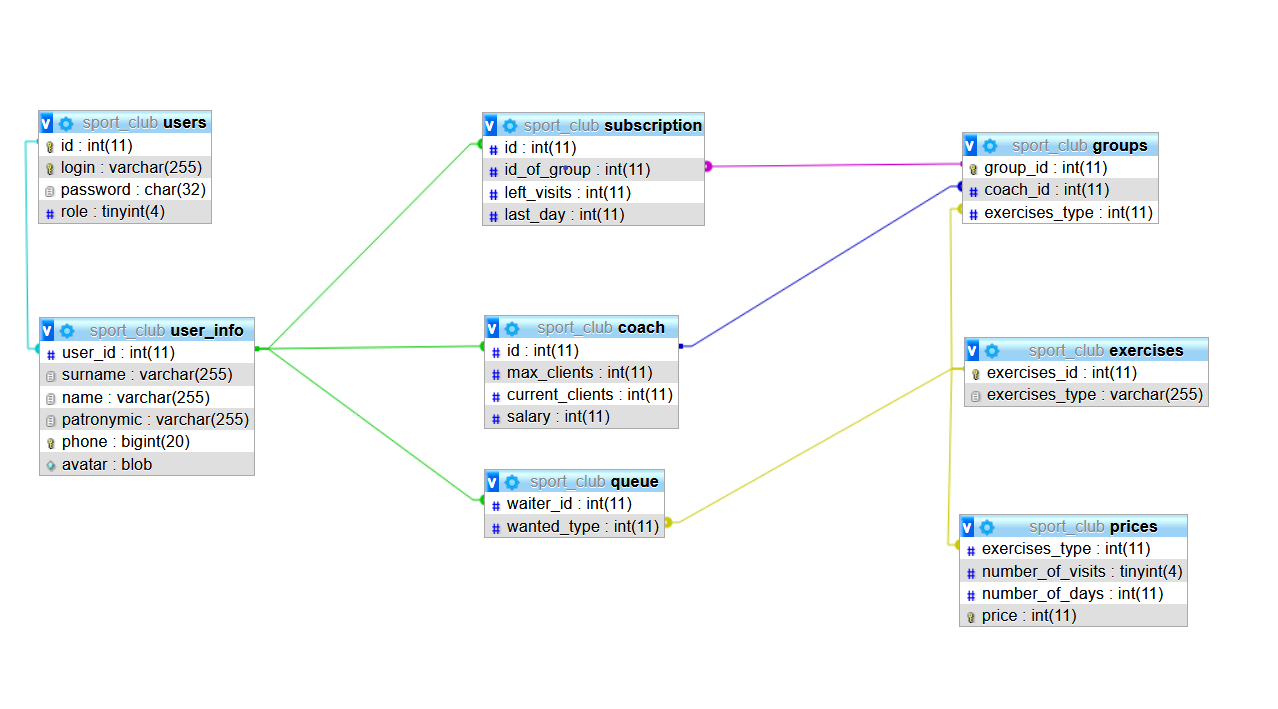 v sport_club users
id : int(11)
login : varchar(255)
password : char(32)
# role : tinyint(4)
v sport_club user_info
# user_id : int(11)
surname : varchar(255)
name : varchar(255)
patronymic : varchar(255)
phone : bigint(20)
avatar : blob
v sport_club subscription
# id : int(11)
# id_of_group : int(11)
# left_visits : int(11)
# last_day : int(11)
v sport_club coach
# id : int(11)
# max_clients : int(11)
# current_clients : int(11)
# salary : int(11)
v sport_club queue
# waiter_id : int(11)
# wanted_type : int(11)
v sport_club groups
group_id : int(11)
# coach_id : int(11)
# exercises_type : int(11)
v sport_club exercises
exercises_id : int(11)
exercises_type : varchar(255)
v sport_club prices
# exercises_type : int(11)
# number_of_visits : tinyint(4)
# number_of_days : int(11)
price : int(11)